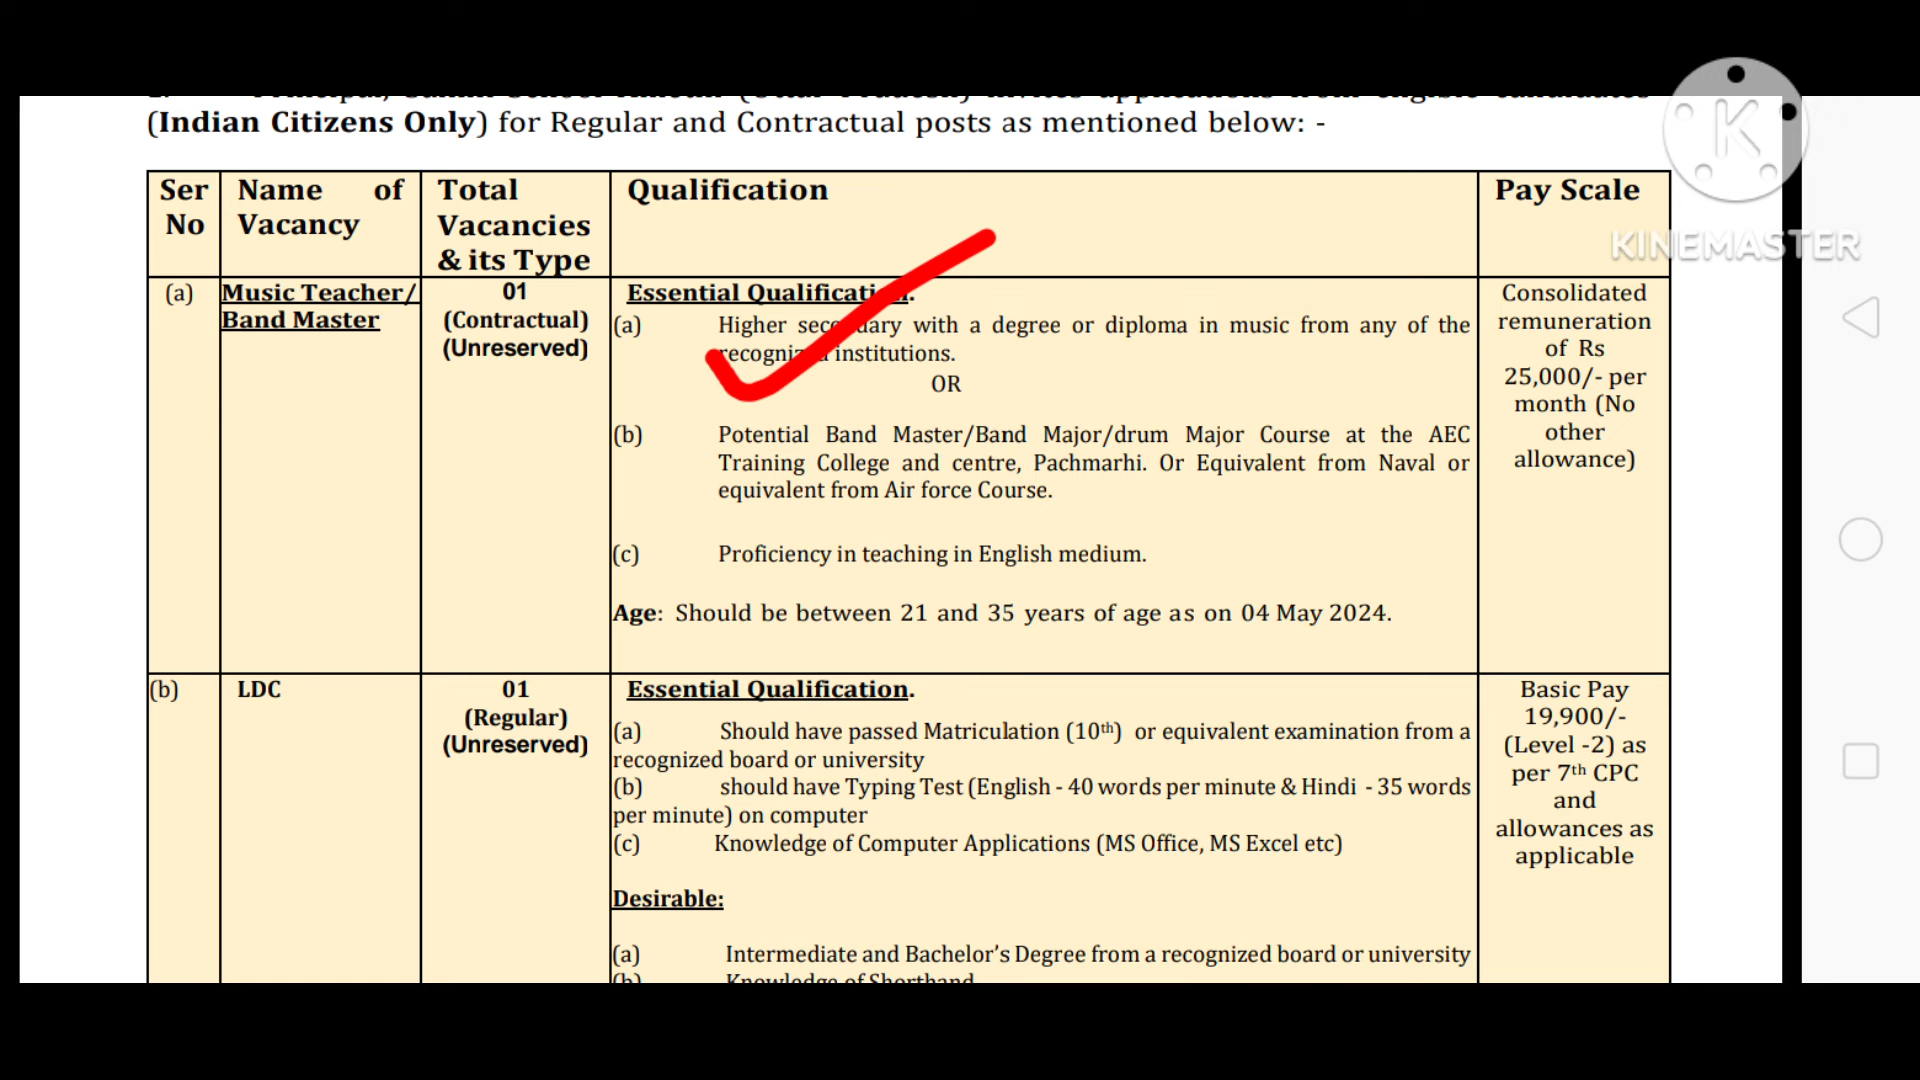 (Indian Citizens Only) for Regular and Contractual posts as mentioned below: -
Ser No
Name of Vacancy
Total Vacancies & its Type
Qualification
Pay Scale
KINEMASTER
(a)
Music Teacher/
Band Master
01
(Contractual)
(Unreserved)
Essential Qualification.
(a) Higher secondary with a degree or diploma in music from any of the
recognized institutions.
OR
(b) Potential Band Master/Band Major/drum Major Course at the AEC
Training College and centre, Pachmarhi. Or Equivalent from Naval or
equivalent from Air force Course.
(c) Proficiency in teaching in English medium.
Age: Should be between 21 and 35 years of age as on 04 May 2024.
Consolidated
remuneration
of Rs
25,000/- per
month (No
other
allowance)
(b)
LDC
01
(Regular)
(Unreserved)
Essential Qualification.
(a) Should have passed Matriculation (10th) or equivalent examination from a
recognized board or university
(b) should have Typing Test (English - 40 words per minute & Hindi - 35 words
per minute) on computer
(c) Knowledge of Computer Applications (MS Office, MS Excel etc)
Desirable:
(a) Intermediate and Bachelor's Degree from a recognized board or university
(b) Knowledge of Shorthand
Basic Pay
19,900/-
(Level -2) as
per 7th CPC
and
allowances as
applicable